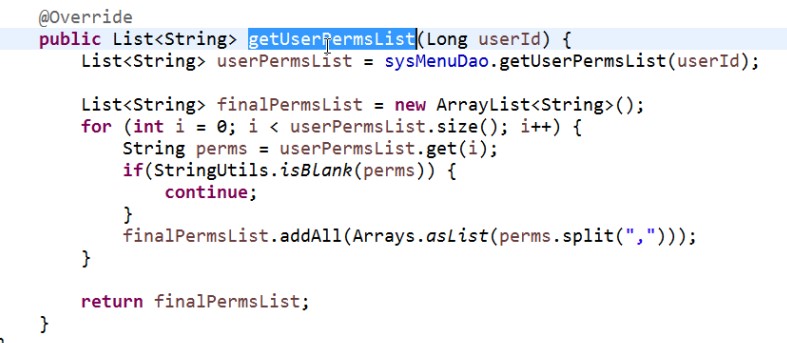 @Override
public List<String> getUserPermsList(Long userId) {
    List<String> userPermsList = sysMenuDao.getUserPermsList(userId);
    List<String> finalPermsList = new ArrayList<String>();
    for (int i = 0; i < userPermsList.size(); i++) {
        String perms = userPermsList.get(i);
        if(StringUtils.isBlank(perms)) {
            continue;
        }
        finalPermsList.addAll(Arrays.asList(perms.split(",")));
    }
    return finalPermsList;
}